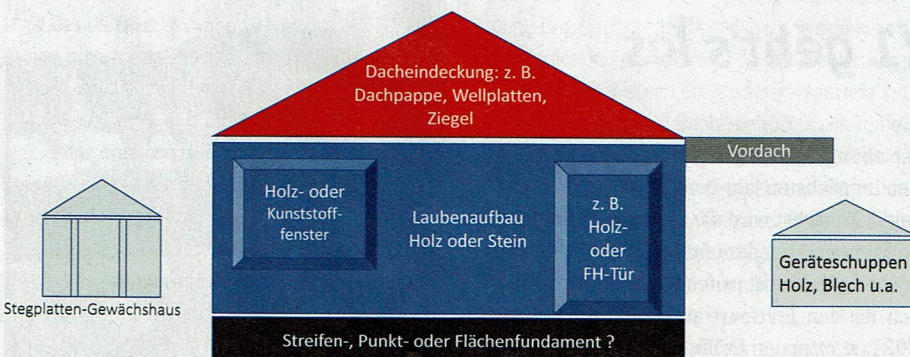 Dacheindeckung: z. B.
Dachpappe, Wellplatten,
Ziegel
Vordach
Holz- oder
Kunststoff-
fenster
Laubenaufbau
Holz oder Stein
z. B.
Holz-
oder
FH-Tür
Stegplatten-Gewächshaus
Geräteschuppen
Holz, Blech u.a.
Streifen-, Punkt- oder Flächenfundament ?